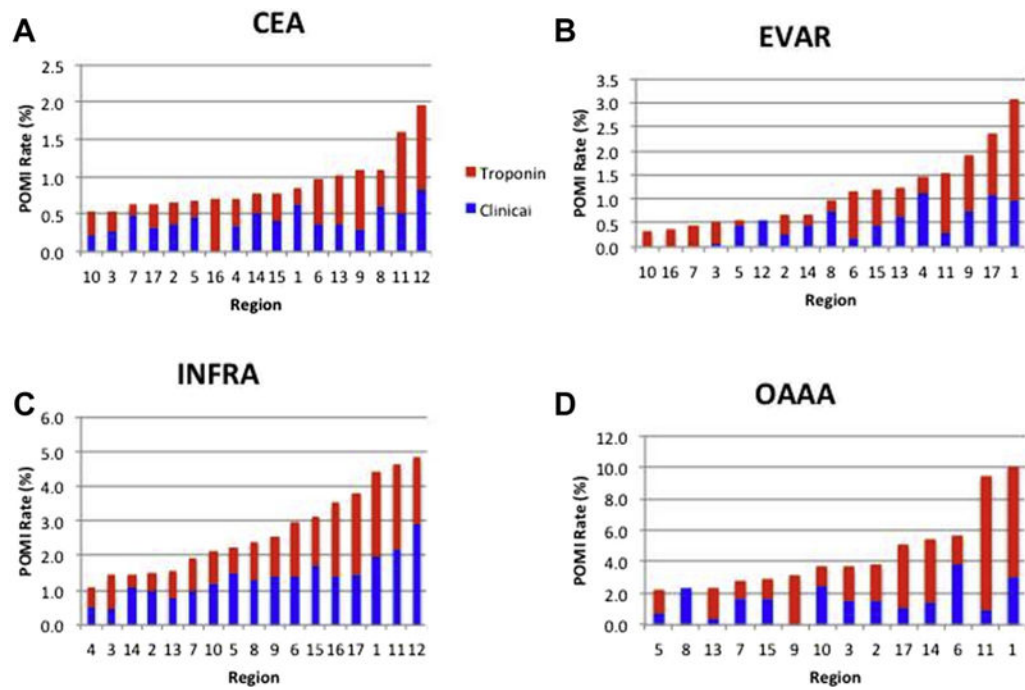 A
CEA
2.5
2.0
1.5
1.0
0.5
0.0
POMI Rate (%)
10 3 7 17 2 5 16 4 14 15 1 6 13 9 8 11 12
Region
Troponin
Clinicai
B
EVAR
3.5
3.0
2.5
2.0
1.5
1.0
0.5
0.0
POMI Rate (%)
10 16 7 3 5 12 2 14 8 6 15 13 4 11 9 17 1
Region
C
INFRA
6.0
5.0
4.0
3.0
2.0
1.0
0.0
POMI Rate (%)
4 3 14 2 13 7 10 5 8 9 6 15 16 17 1 11 12
Region
D
OAAA
12.0
10.0
8.0
6.0
4.0
2.0
0.0
POMI Rate (%)
5 8 13 7 15 9 10 3 2 17 14 6 11 1
Region